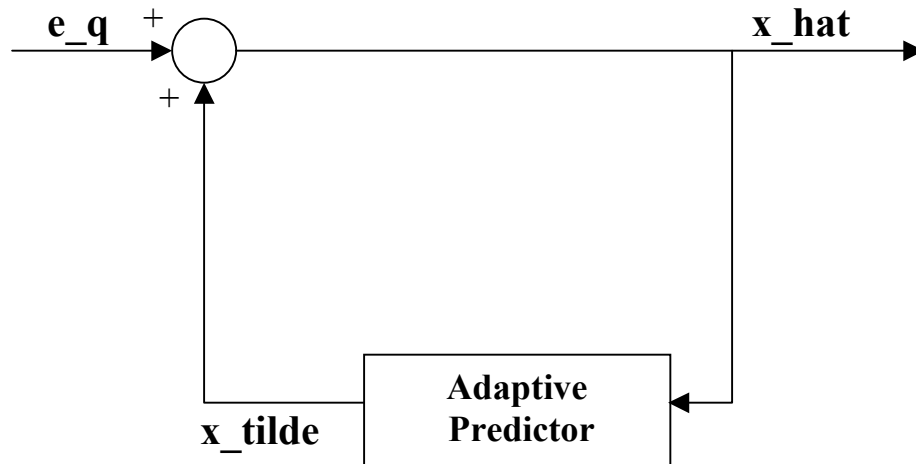 +
e_q
x_hat
+
Adaptive
Predictor
x_tilde